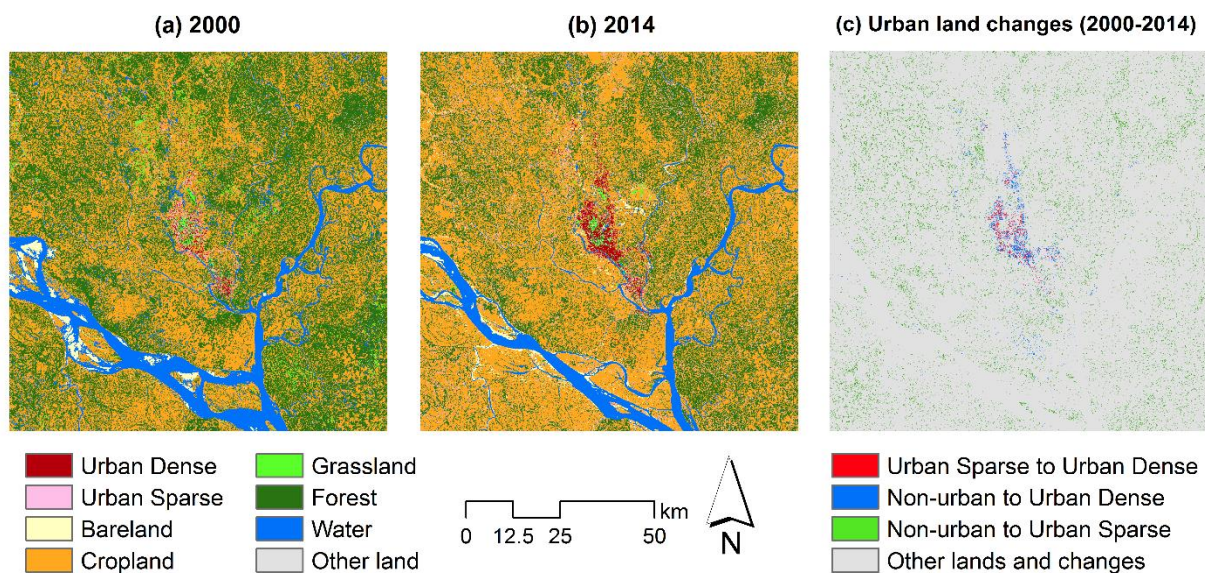 (a) 2000
(b) 2014
(c) Urban land changes (2000-2014)
Urban Dense
Urban Sparse
Bareland
Cropland
Grassland
Forest
Water
Other land
km
0 12.5 25 50
N
Urban Sparse to Urban Dense
Non-urban to Urban Dense
Non-urban to Urban Sparse
Other lands and changes